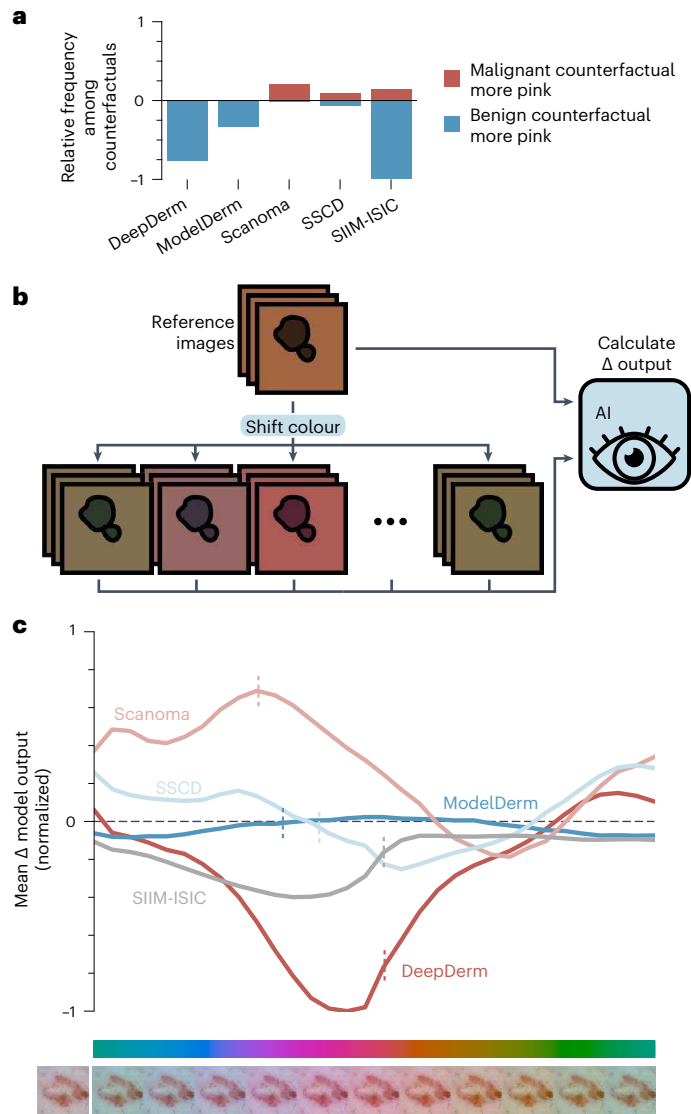 a
1
0
–1
Relative frequency
among
counterfactuals
Malignant counterfactual
more pink
Benign counterfactual
more pink
DeepDerm
ModelDerm
Scanoma
SSCD
SIIM-ISIC
b
Reference
images
Shift colour
Calculate
Δ output
AI
c
1
0
–1
Mean Δ model output
(normalized)
Scanoma
SSCD
ModelDerm
SIIM-ISIC
DeepDerm